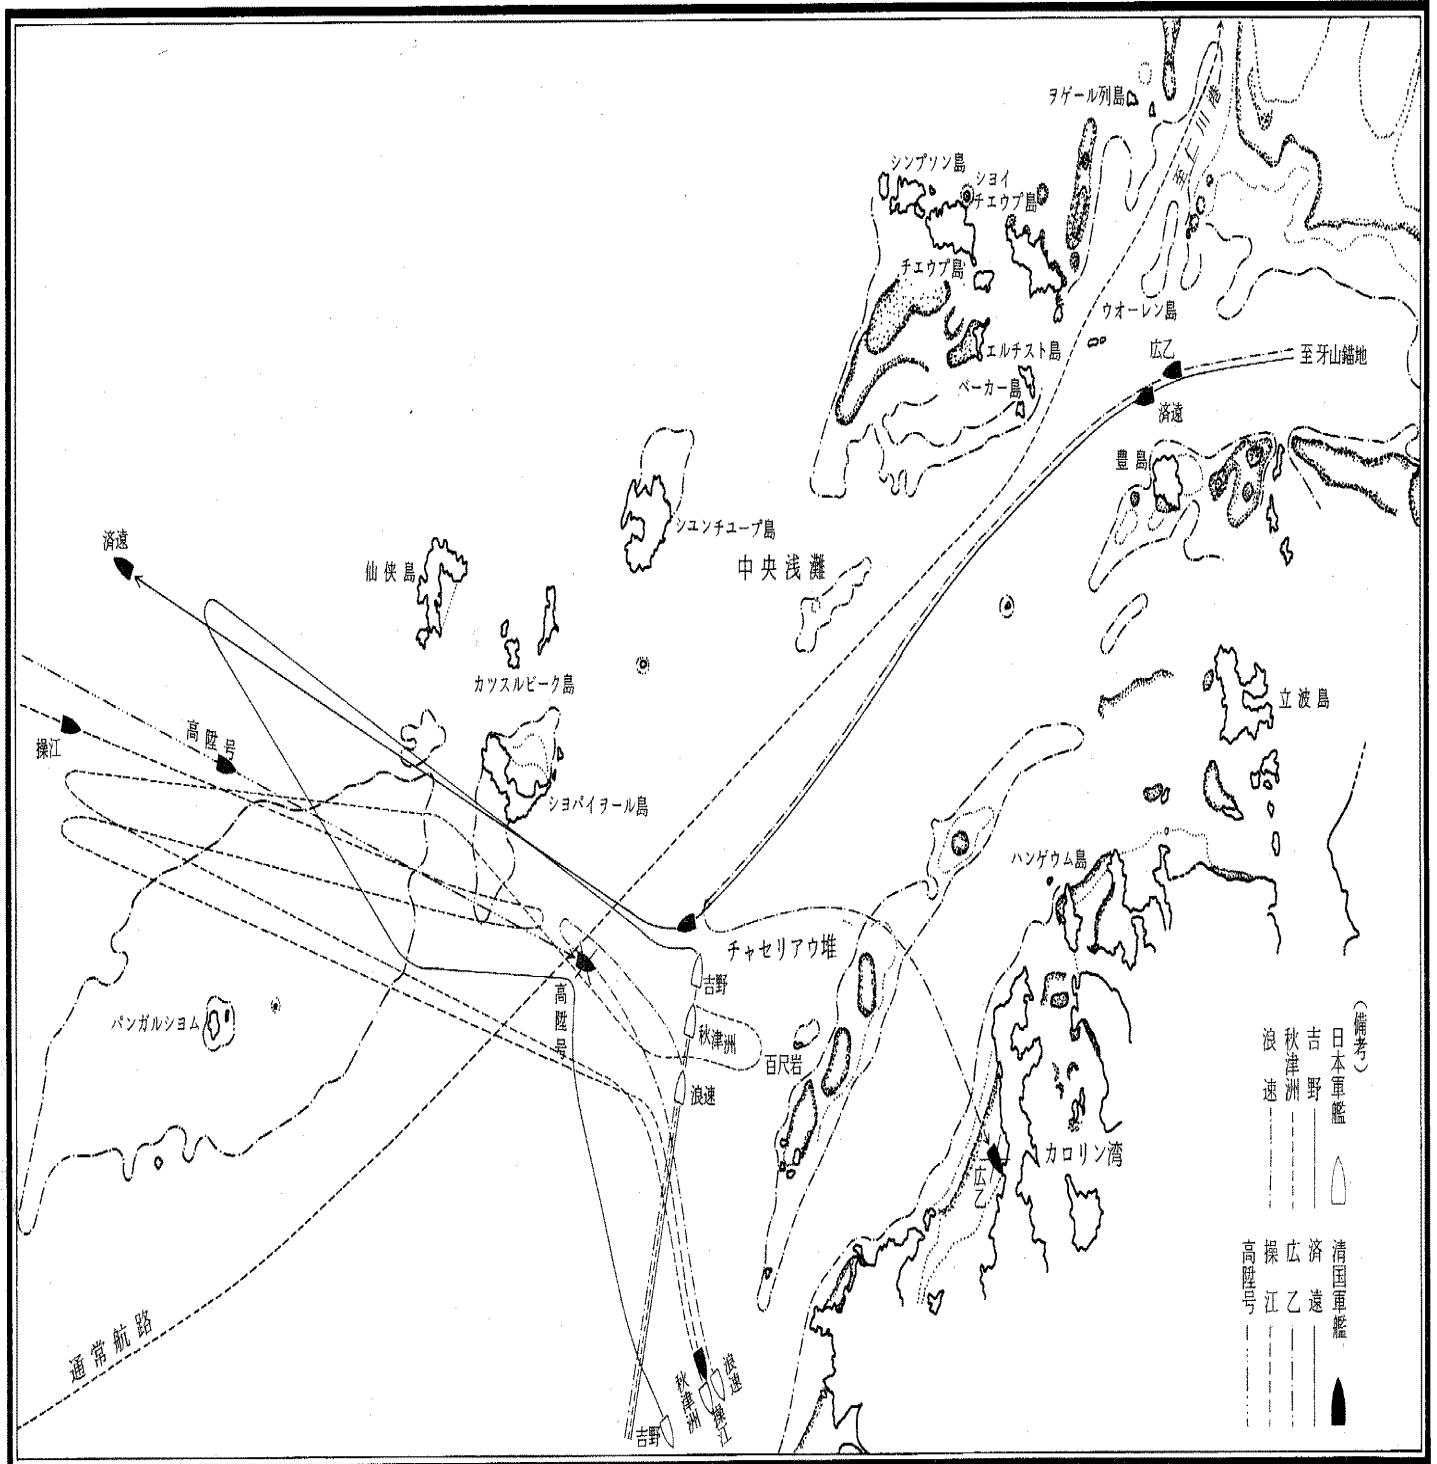 ヲゲール列島
至仁川港
シンプソン島
ショイ
チエウプ島
チエウプ島
ウオーレン島
広乙
エルチスト島
至牙山錨地
ベーカー島
済遠
豊島
シユンチユープ島
中央浅灘
済遠
仙侠島
カツスルビーク島
立波島
操江
高陞号
ショパイヲール島
ハンゲウム島
チャセリアウ堆
吉野
高陞号
秋津洲
パンガルショム
百尺岩
浪速
カロリン湾
広乙
通常航路
浪速
秋津洲
操江
吉野
(備考)
日本軍艦
吉野
秋津洲
浪速
清国軍艦
済遠
広乙
操江
高陞号